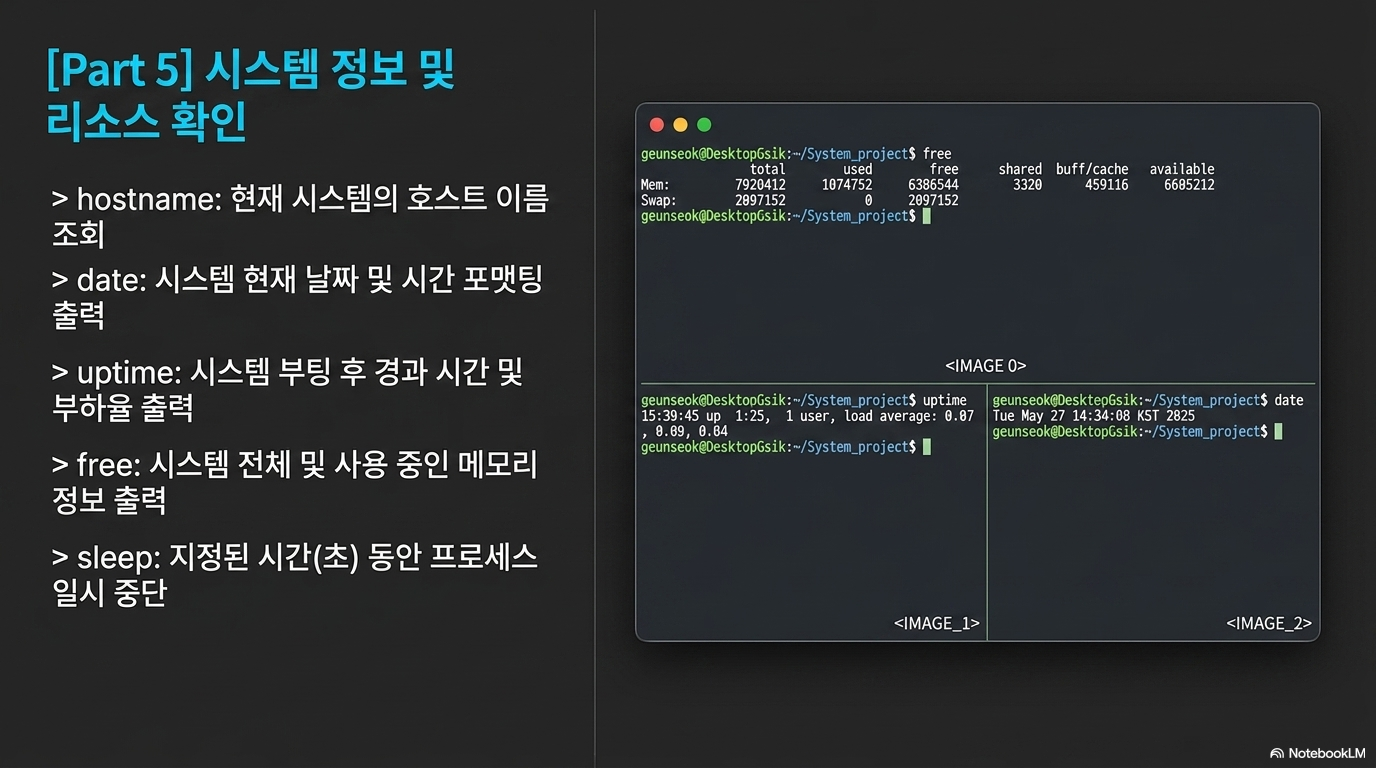 [Part 5] 시스템 정보 및
리소스 확인
> hostname: 현재 시스템의 호스트 이름
조회
> date: 시스템 현재 날짜 및 시간 포맷팅
출력
> uptime: 시스템 부팅 후 경과 시간 및
부하율 출력
> free: 시스템 전체 및 사용 중인 메모리
정보 출력
> sleep: 지정된 시간(초) 동안 프로세스
일시 중단
geunseok@DesktopGsik:~/System_project$ free
total used free shared buff/cache available
Mem: 7920412 1074752 6386544 3320 459116 6605212
Swap: 2097152 0 2097152
geunseok@DesktopGsik:~/System_project$
<IMAGE 0>
geunseok@DesktopGsik:~/System_project$ uptime
15:39:45 up 1:25, 1 user, load average: 0.07
, 0.09, 0.04
geunseok@DesktopGsik:~/System_project$
<IMAGE_1>
geunseok@DesktopGsik:~/System_project$ date
Tue May 27 14:34:08 KST 2025
geunseok@DesktopGsik:~/System_project$
<IMAGE_2>
NotebookLM